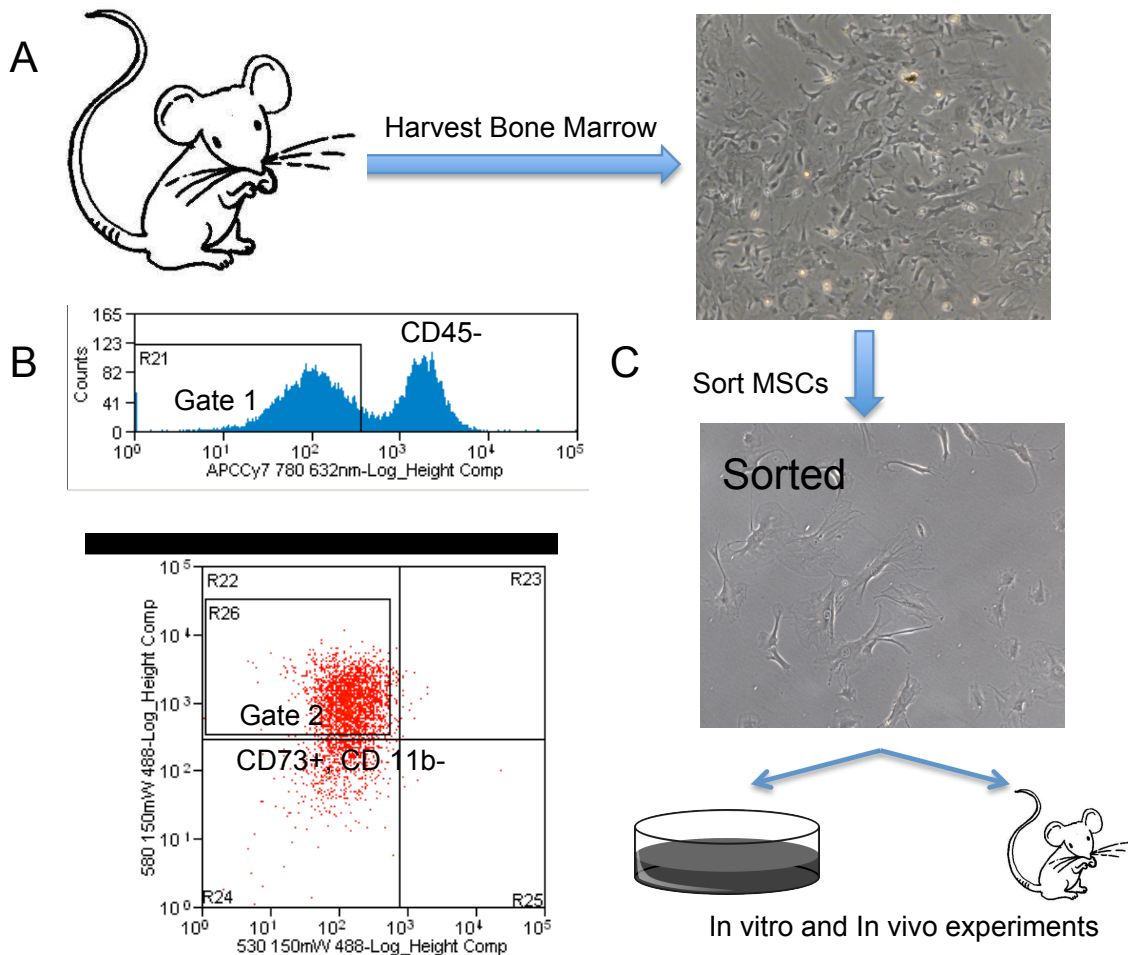 A
Harvest Bone Marrow
B
165
123
82
41
0
Counts
R21
Gate 1
CD45-
10⁰ 10¹ 10² 10³ 10⁴ 10⁵
APCCy7 780 632nm-Log_Height Comp
580 150mW 488-Log_Height Comp
10⁵
10⁴
10³
10²
10¹
10⁰
R22 R23
R26
Gate 2
CD73+, CD 11b-
R24 R25
10⁰ 10¹ 10² 10³ 10⁴ 10⁵
530 150mW 488-Log_Height Comp
C
Sort MSCs
Sorted
In vitro and In vivo experiments